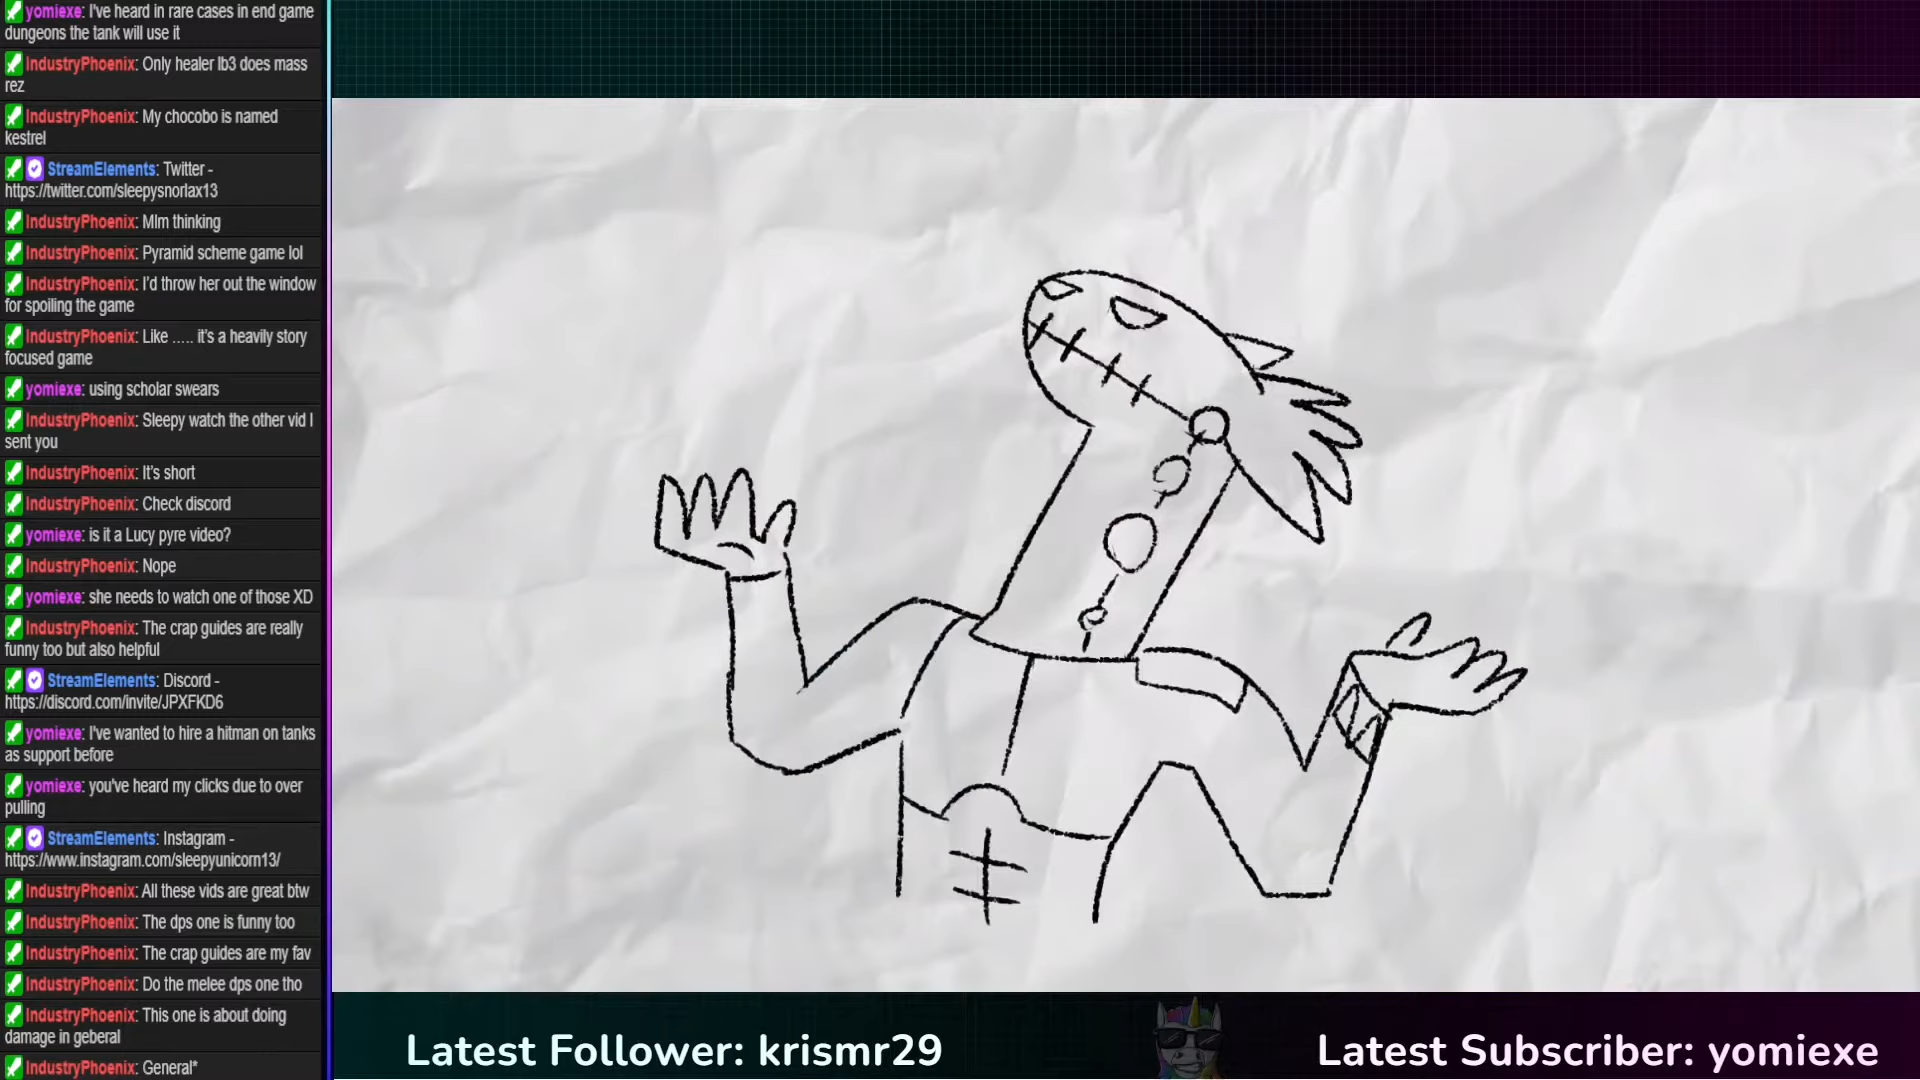 yomiexe: I've heard in rare cases in end game
dungeons the tank will use it
IndustryPhoenix: Only healer lb3 does mass
rez
IndustryPhoenix: My chocobo is named
kestrel
StreamElements: Twitter -
https://twitter.com/sleepysnorlax13
IndustryPhoenix: Mlm thinking
IndustryPhoenix: Pyramid scheme game lol
IndustryPhoenix: I'd throw her out the window
for spoiling the game
IndustryPhoenix: Like ..... it's a heavily story
focused game
yomiexe: using scholar swears
IndustryPhoenix: Sleepy watch the other vid I
sent you
IndustryPhoenix: It's short
IndustryPhoenix: Check discord
yomiexe: is it a Lucy pyre video?
IndustryPhoenix: Nope
yomiexe: she needs to watch one of those XD
IndustryPhoenix: The crap guides are really
funny too but also helpful
StreamElements: Discord -
https://discord.com/invite/JPXFKD6
yomiexe: I've wanted to hire a hitman on tanks
as support before
yomiexe: you've heard my clicks due to over
pulling
StreamElements: Instagram -
https://www.instagram.com/sleepyunicorn13/
IndustryPhoenix: All these vids are great btw
IndustryPhoenix: The dps one is funny too
IndustryPhoenix: The crap guides are my fav
IndustryPhoenix: Do the melee dps one tho
IndustryPhoenix: This one is about doing
damage in geberal
IndustryPhoenix: General*
Latest Follower: krismr29
Latest Subscriber: yomiexe